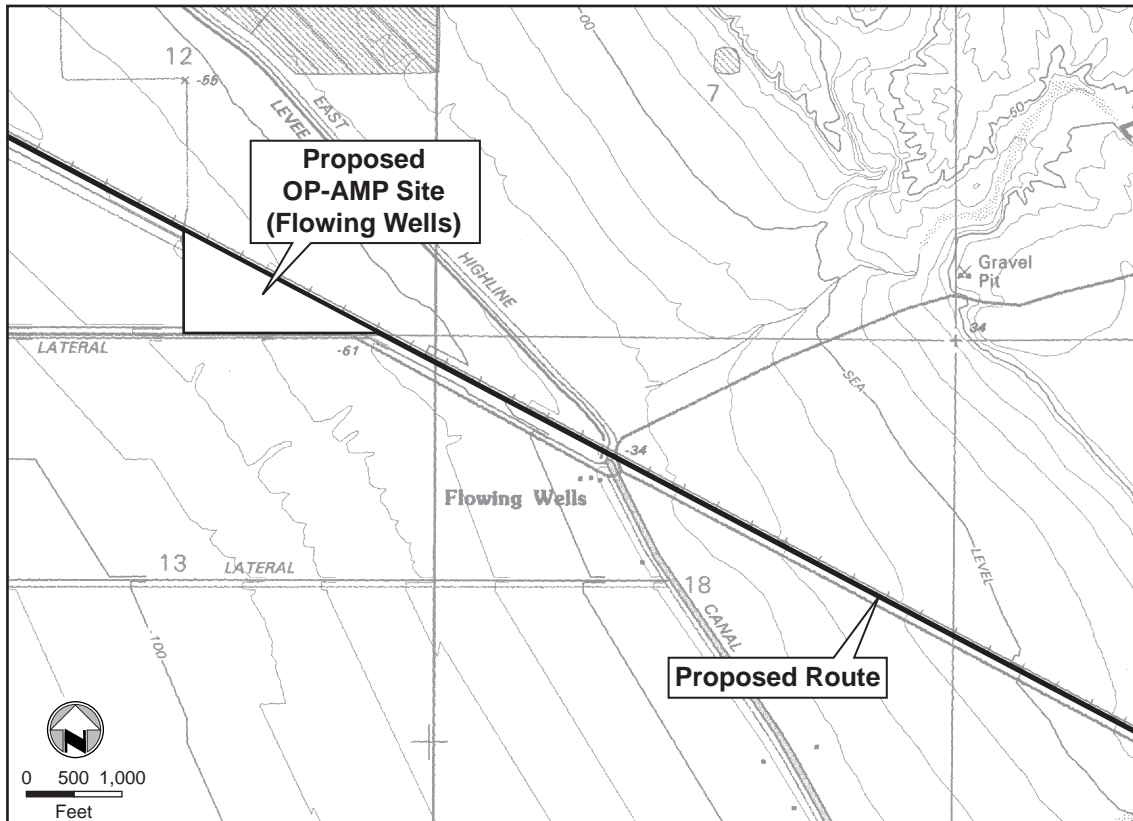 12
-55
EAST
LEVEE
HIGHLINE
Proposed
OP-AMP Site
(Flowing Wells)
7
50
Gravel
Pit
34
LATERAL
-61
SEA
LEVEL
-34
Flowing Wells
13
LATERAL
18
CANAL
-100
Proposed Route
N
0 500 1,000
Feet